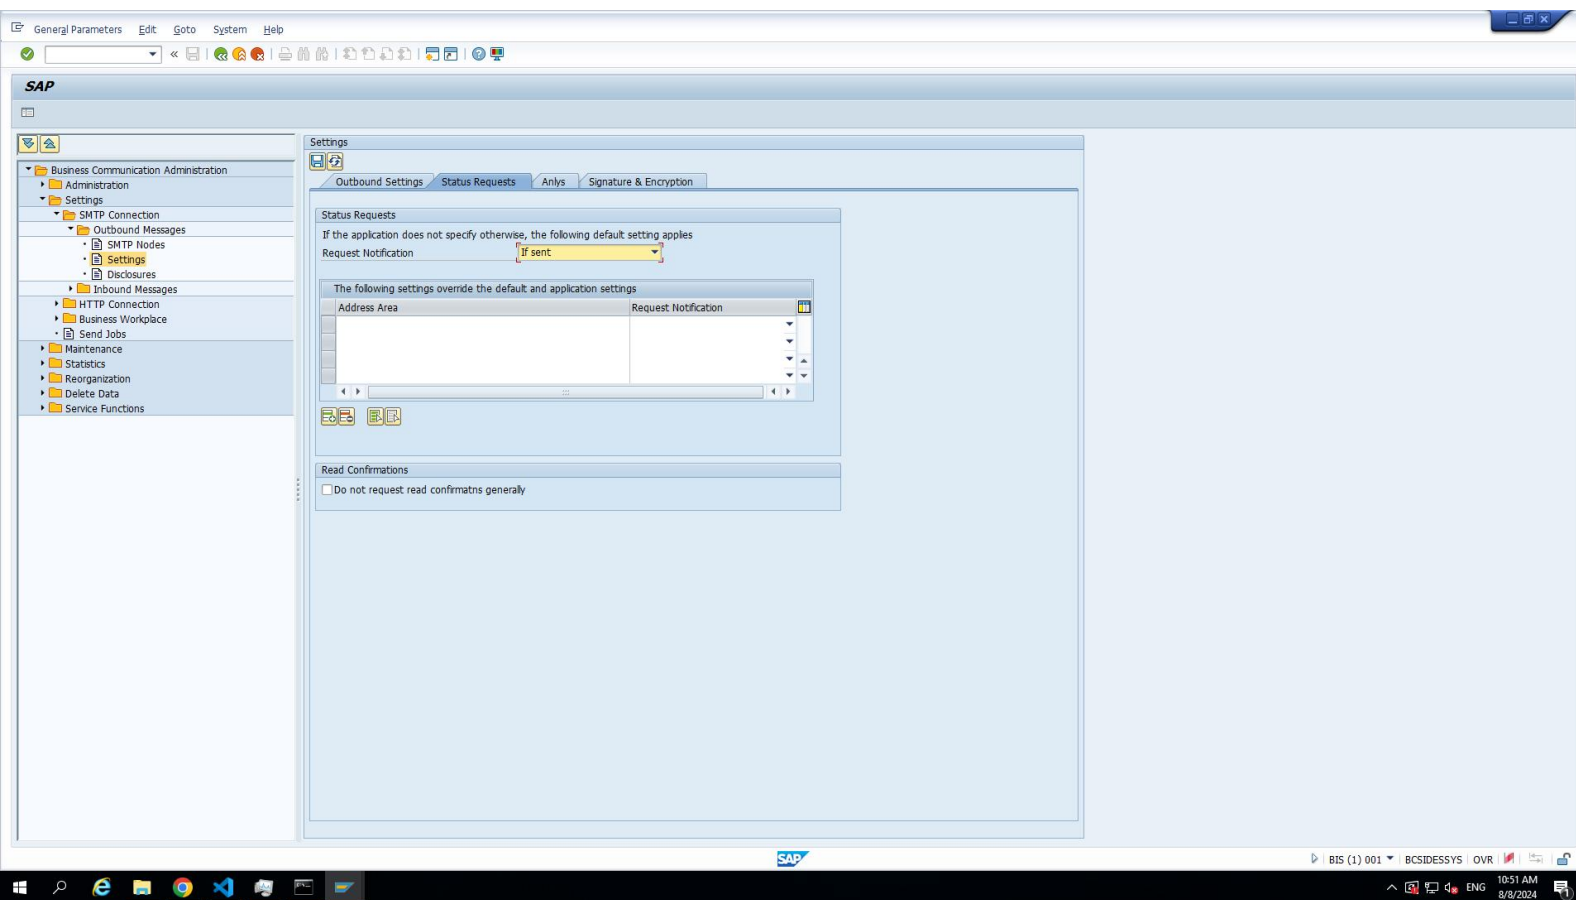 General Parameters Edit Goto System Help
SAP
Business Communication Administration
Administration
Settings
SMTP Connection
Outbound Messages
SMTP Nodes
Settings
Disclosures
Inbound Messages
HTTP Connection
Business Workplace
Send Jobs
Maintenance
Statistics
Reorganization
Delete Data
Service Functions
Settings
Outbound Settings Status Requests Anlys Signature & Encryption
Status Requests
If the application does not specify otherwise, the following default setting applies
Request Notification If sent
The following settings override the default and application settings
Address Area Request Notification
Read Confirmations
Do not request read confirmatns generally
SAP
BIS (1) 001 BCSIDESSYS OVR
ENG 10:51 AM
8/8/2024
1